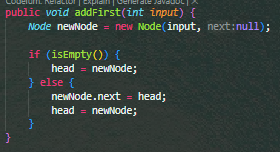 Codeium: Refactor | Explain | Generate Javadoc | ×
public void addFirst(int input) {
    Node newNode = new Node(input, next:null);

    if (isEmpty()) {
        head = newNode;
    } else {
        newNode.next = head;
        head = newNode;
    }
}